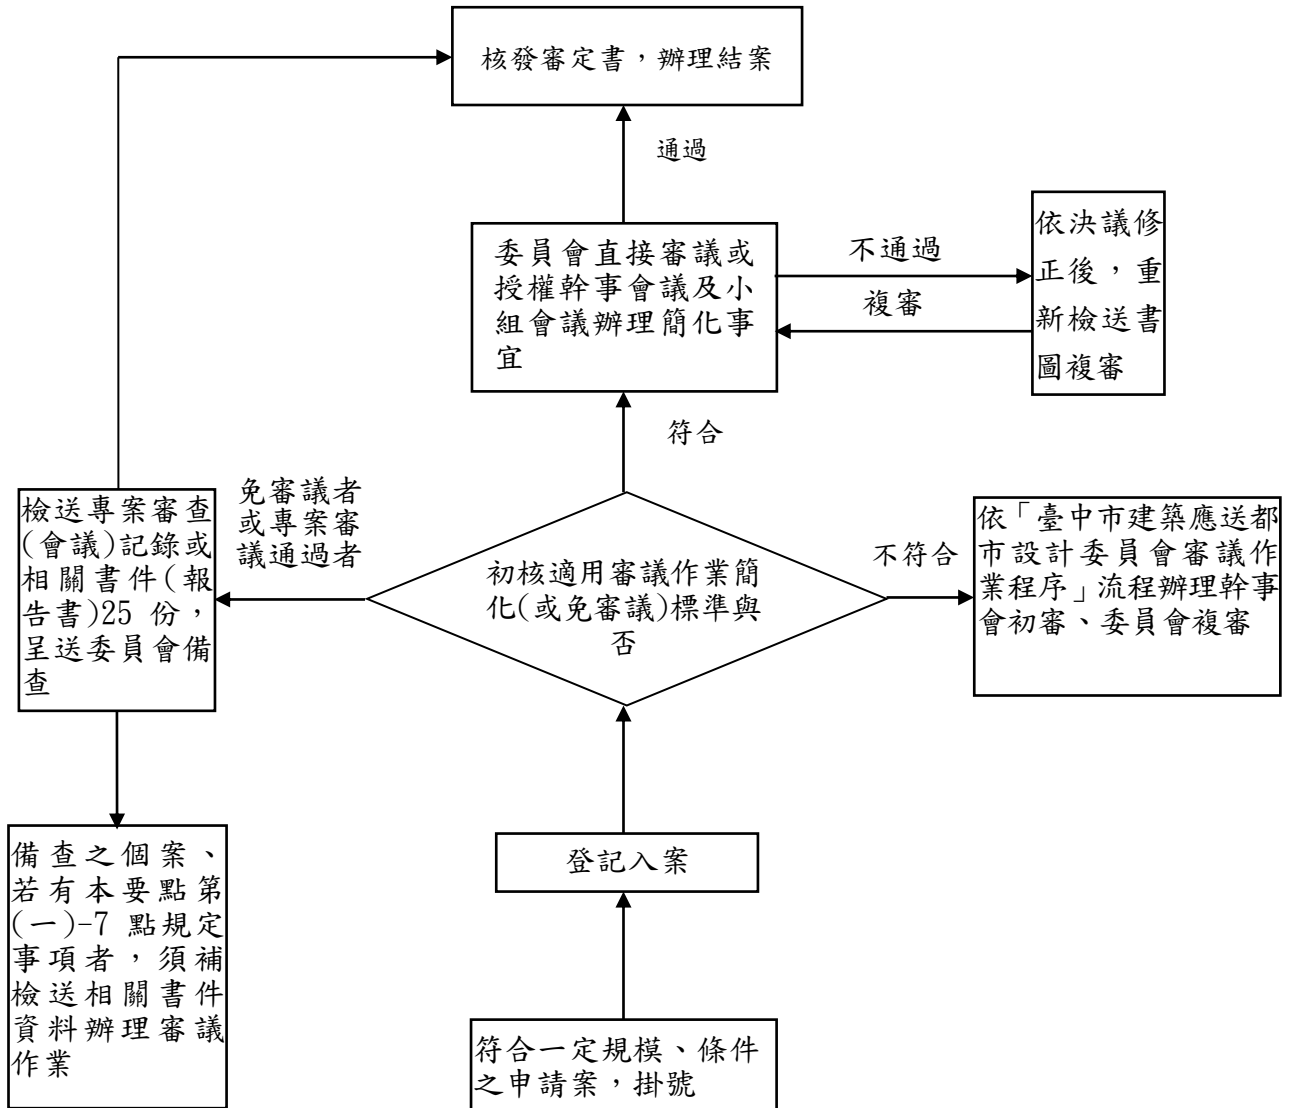 核發審定書，辦理結案
通過
委員會直接審議或
授權幹事會議及小
組會議辦理簡化事
宜
不通過
複審
依決議修
正後，重
新檢送書
圖複審
符合
檢送專案審查
(會議)記錄或
相關書件(報
告書)25 份，
呈送委員會備
查
免審議者
或專案審
議通過者
初核適用審議作業簡
化(或免審議)標準與
否
不符合
依「臺中市建築應送都
市設計委員會審議作
業程序」流程辦理幹事
會初審、委員會複審
備查之個案、
若有本要點第
(一)-7 點規定
事項者，須補
檢送相關書件
資料辦理審議
作業
登記入案
符合一定規模、條件
之申請案，掛號